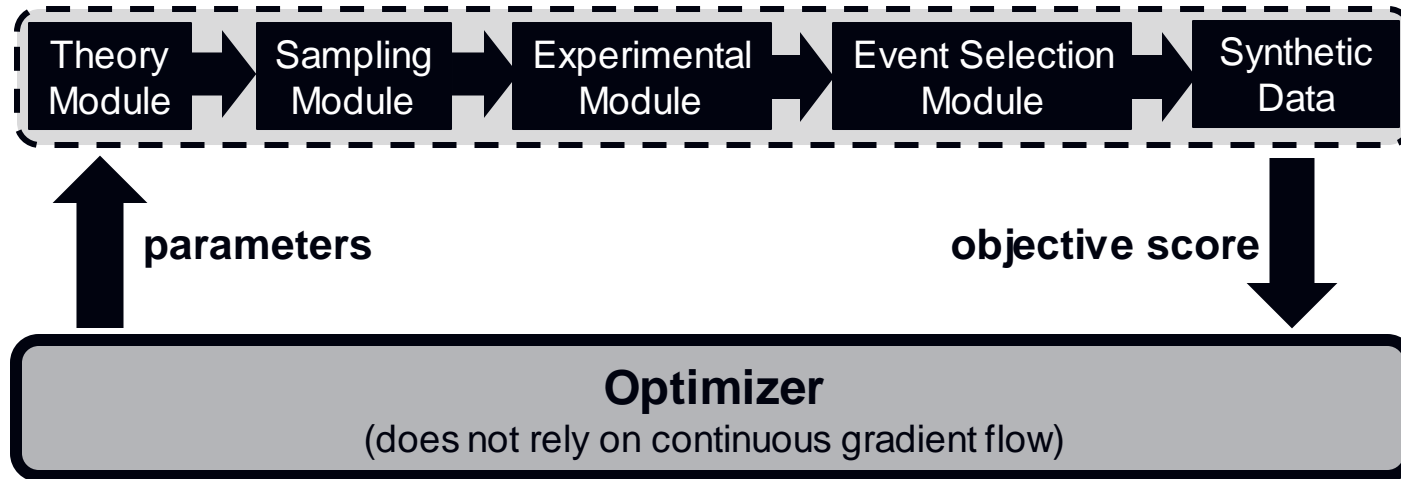 Theory
Module
Sampling
Module
Experimental
Module
Event Selection
Module
Synthetic
Data
parameters
objective score
Optimizer
(does not rely on continuous gradient flow)